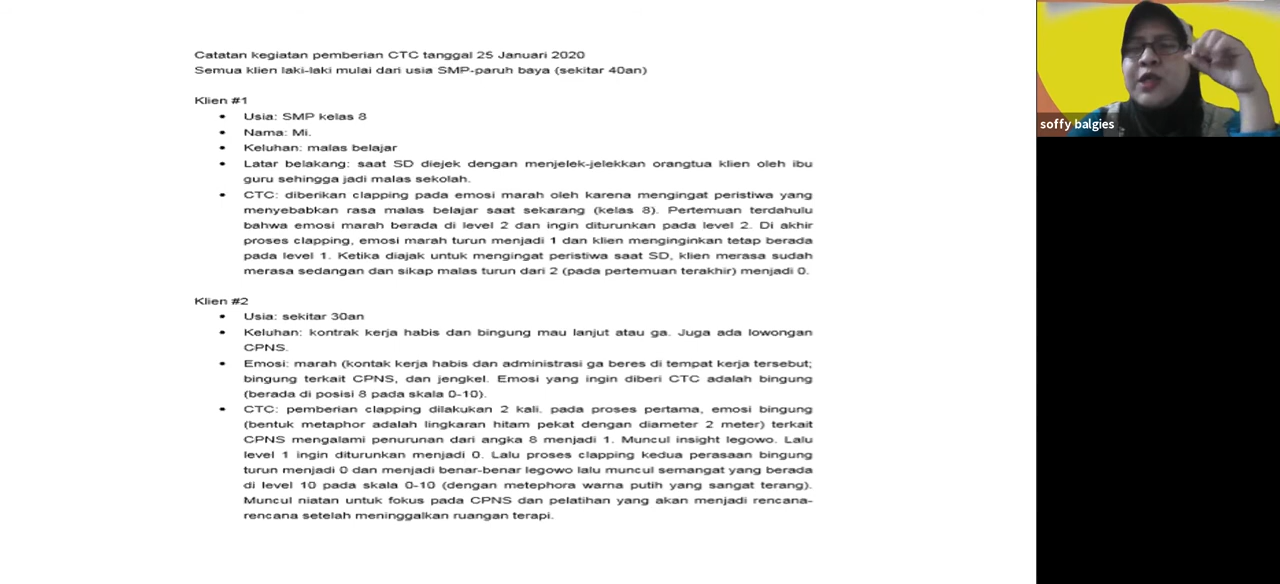 Catatan kegiatan pemberian CTC tanggal 25 Januari 2020
Semua klien laki-laki mulai dari usia SMP-paruh baya (sekitar 40an)
Klien #1
• Usia: SMP kelas 8
• Nama: Mi.
• Keluhan: malas belajar
• Latar belakang: saat SD diejek dengan menjelek-jelekkan orangtua klien oleh ibu
guru sehingga jadi malas sekolah.
• CTC: diberikan clapping pada emosi marah oleh karena mengingat peristiwa yang
menyebabkan rasa malas belajar saat sekarang (kelas 8). Pertemuan terdahulu
bahwa emosi marah berada di level 2 dan ingin diturunkan pada level 2. Di akhir
proses clapping, emosi marah turun menjadi 1 dan klien menginginkan tetap berada
pada level 1. Ketika diajak untuk mengingat peristiwa saat SD, klien merasa sudah
merasa sedangan dan sikap malas turun dari 2 (pada pertemuan terakhir) menjadi 0.
Klien #2
• Usia: sekitar 30an
• Keluhan: kontrak kerja habis dan bingung mau lanjut atau ga. Juga ada lowongan
CPNS.
• Emosi: marah (kontak kerja habis dan administrasi ga beres di tempat kerja tersebut;
bingung terkait CPNS, dan jengkel. Emosi yang ingin diberi CTC adalah bingung
(berada di posisi 8 pada skala 0-10).
• CTC: pemberian clapping dilakukan 2 kali. pada proses pertama, emosi bingung
(bentuk metaphor adalah lingkaran hitam pekat dengan diameter 2 meter) terkait
CPNS mengalami penurunan dari angka 8 menjadi 1. Muncul insight legowo. Lalu
level 1 ingin diturunkan menjadi 0. Lalu proses clapping kedua perasaan bingung
turun menjadi 0 dan menjadi benar-benar legowo lalu muncul semangat yang berada
di level 10 pada skala 0-10 (dengan metephora warna putih yang sangat terang).
Muncul niatan untuk fokus pada CPNS dan pelatihan yang akan menjadi rencana-
rencana setelah meninggalkan ruangan terapi.
soffy balgies